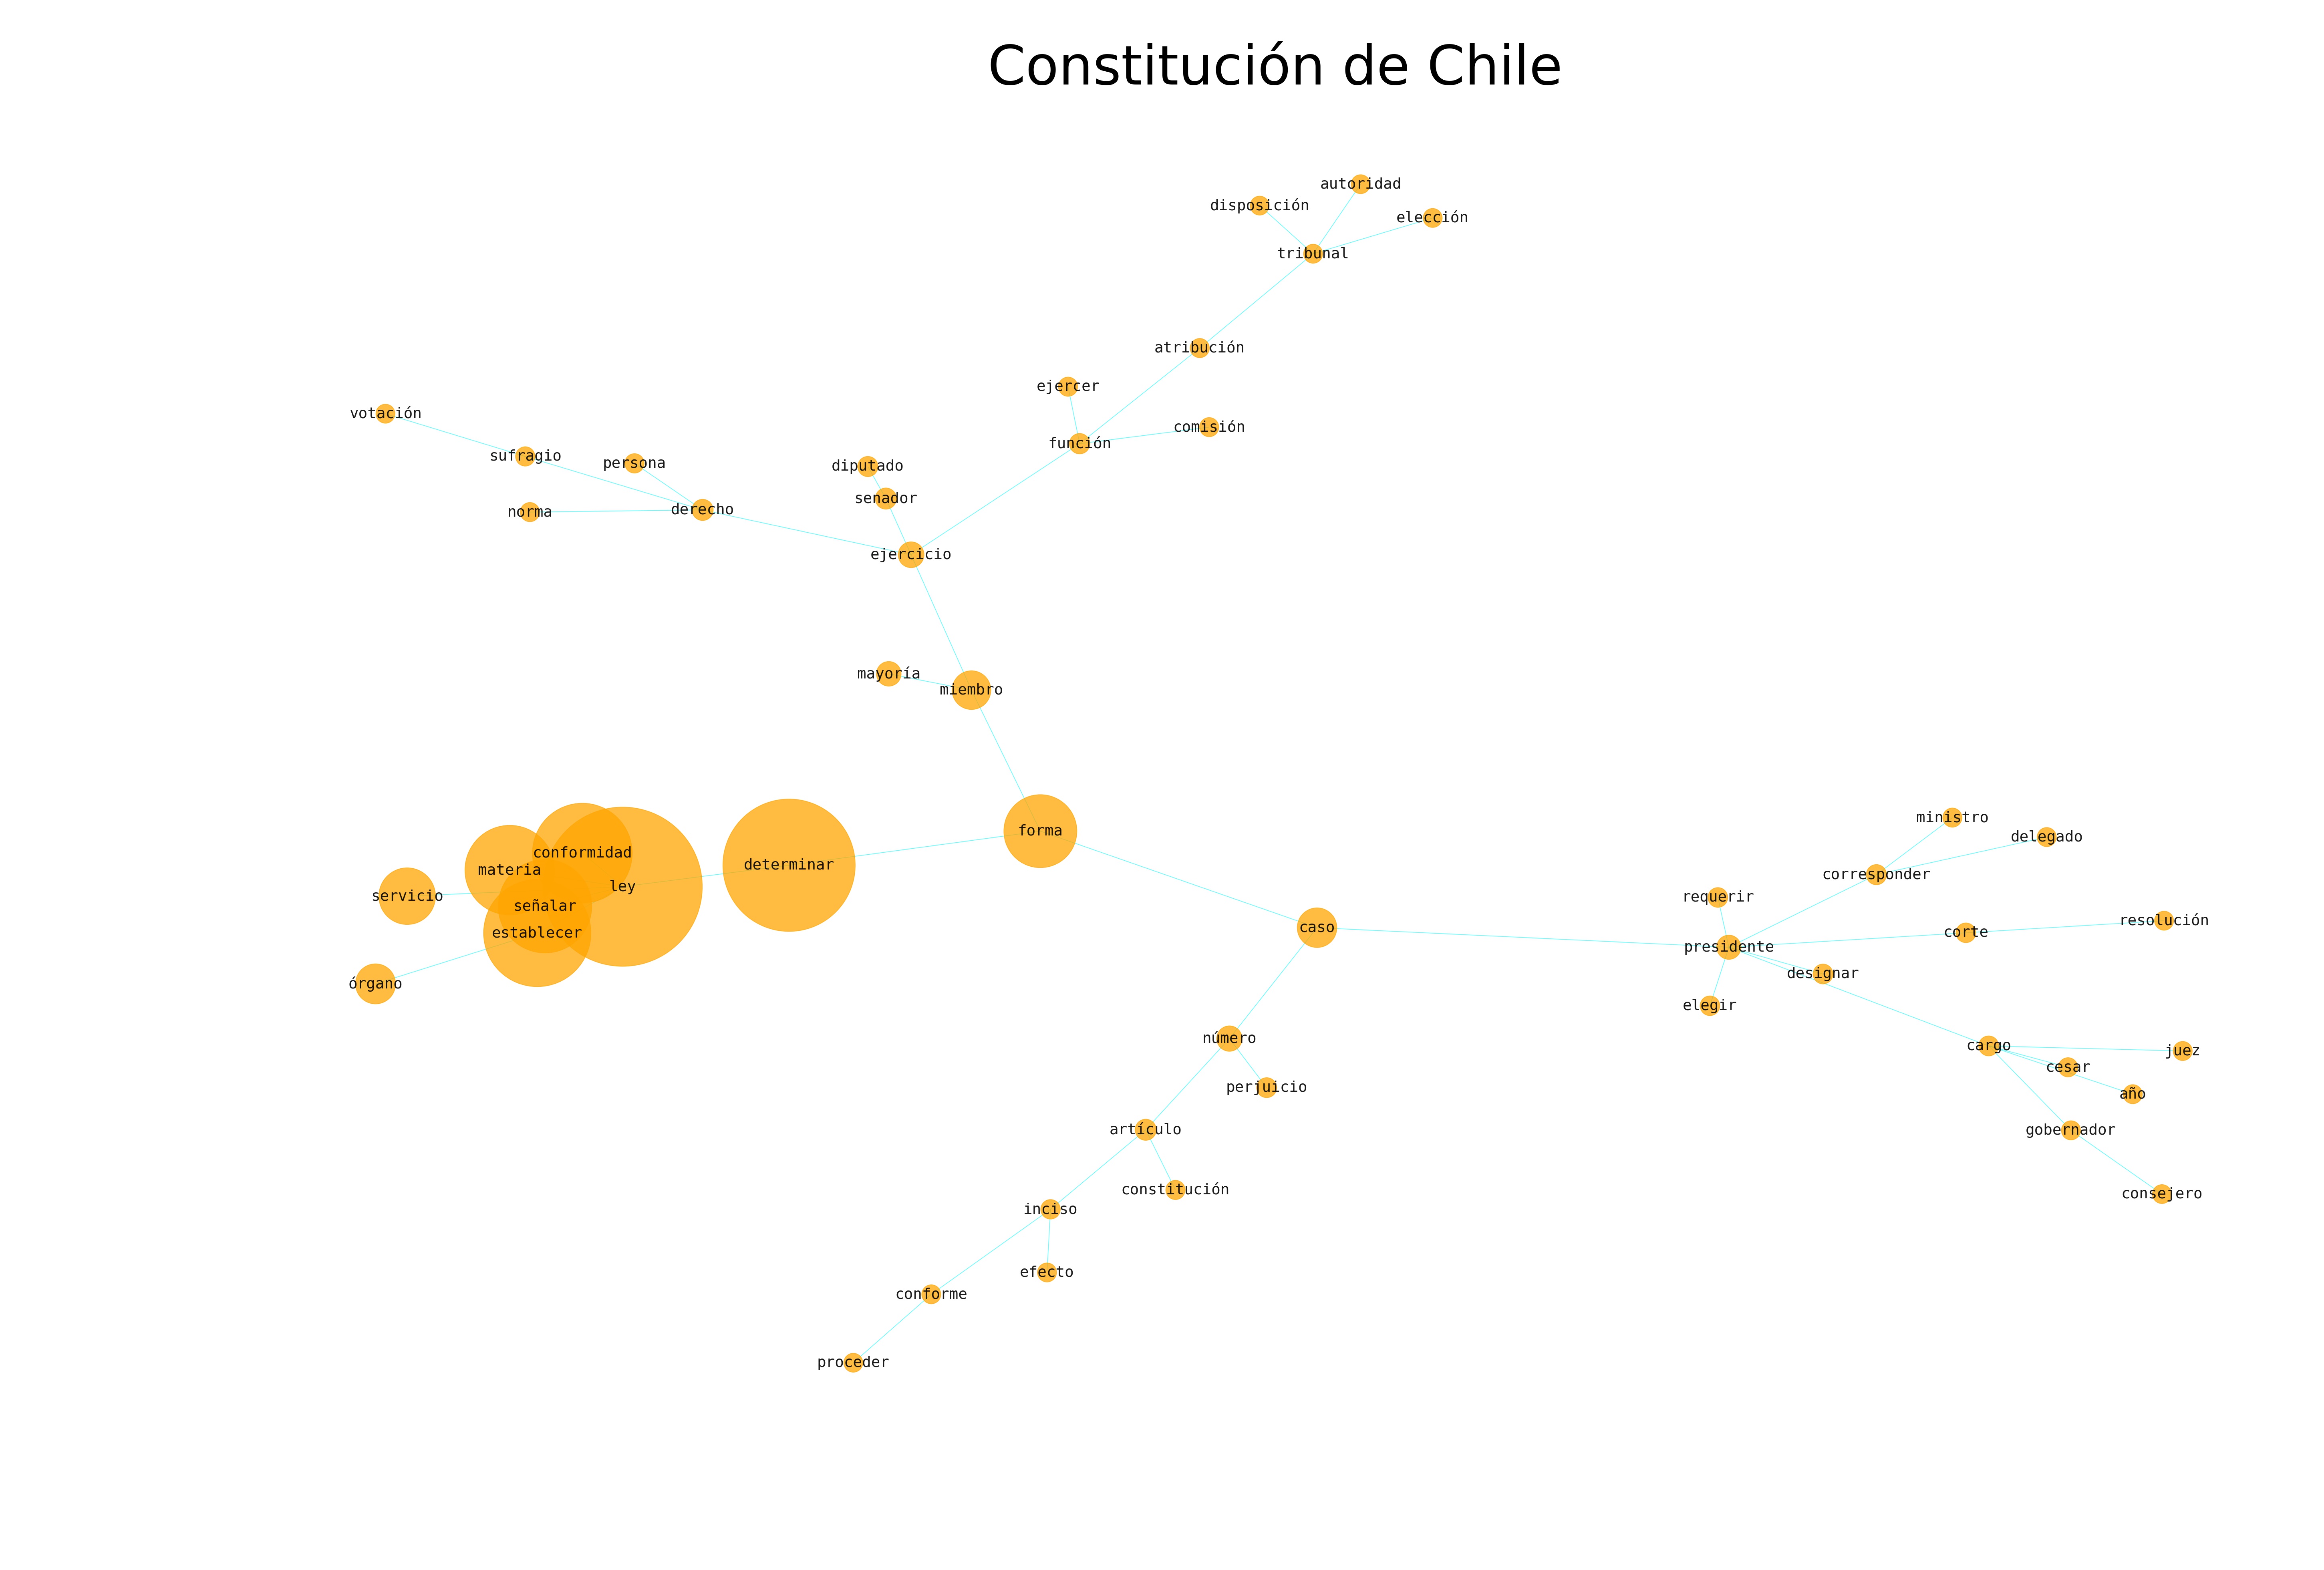 Constitución de Chile
autoridad
disposición
elección
tribunal
atribución
ejercer
votación
comisión
función
sufragio
persona
diputado
senador
derecho
norma
ejercicio
mayoría
miembro
ministro
forma
delegado
conformidad
determinar
materia
corresponder
ley
servicio
requerir
señalar
resolución
caso
establecer
corte
presidente
designar
órgano
elegir
número
cargo
juez
cesar
perjuicio
año
artículo
gobernador
constitución
consejero
inciso
efecto
conforme
proceder